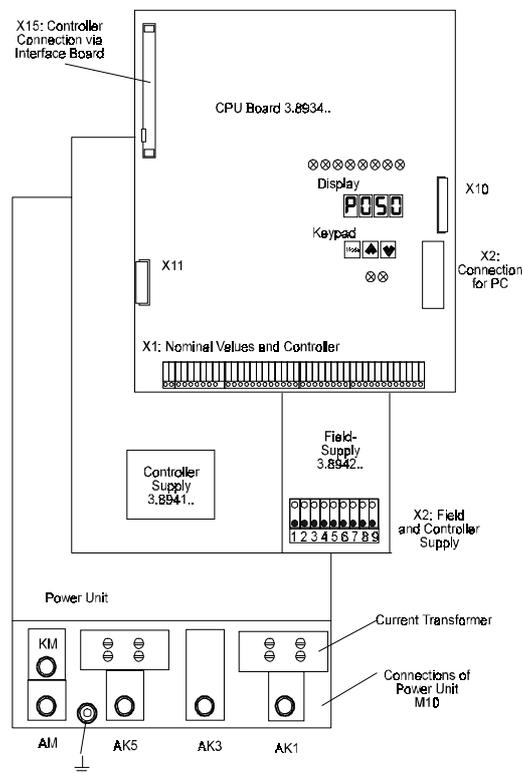 X15: Controller
Connection via
Interface Board
CPU Board 3.8934..
Display
P050
X10
Keypad
X2:
Connection
for PC
X11
X1: Nominal Values and Controller
Field-
Supply
3.8942..
Controller
Supply
3.8941..
1 2 3 4 5 6 7 8 9
X2: Field
and Controller
Supply
Power Unit
Current Transformer
KM
Connections of
Power Unit
M10
AM
AK5
AK3
AK1